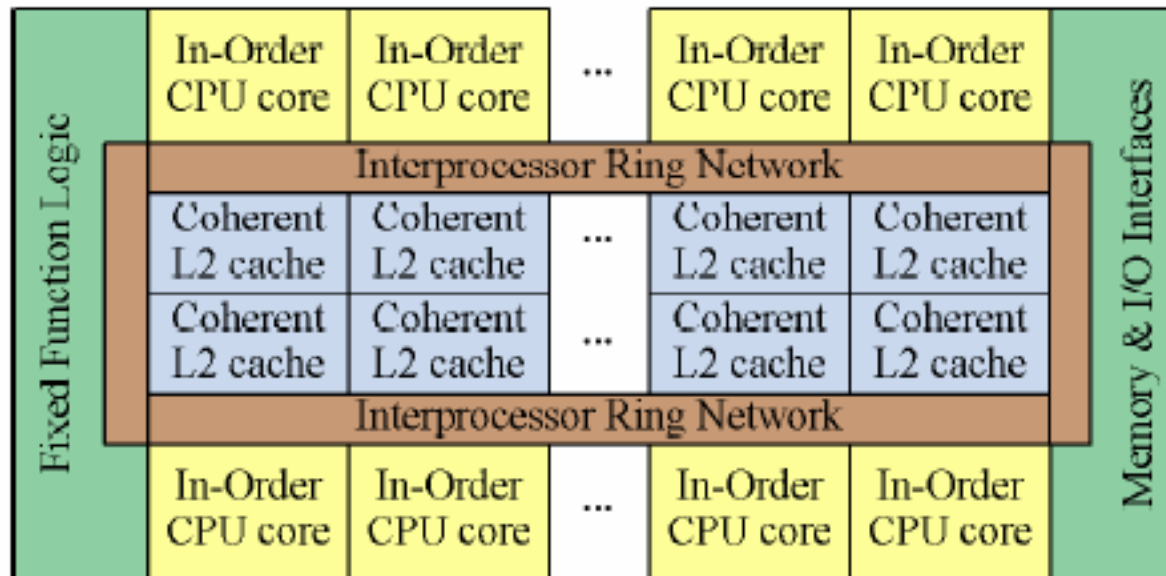 Fixed Function Logic
In-Order
CPU core
In-Order
CPU core
...
In-Order
CPU core
In-Order
CPU core
Interprocessor Ring Network
Coherent
L2 cache
Coherent
L2 cache
...
Coherent
L2 cache
Coherent
L2 cache
Coherent
L2 cache
Coherent
L2 cache
...
Coherent
L2 cache
Coherent
L2 cache
Interprocessor Ring Network
In-Order
CPU core
In-Order
CPU core
...
In-Order
CPU core
In-Order
CPU core
Memory & I/O Interfaces